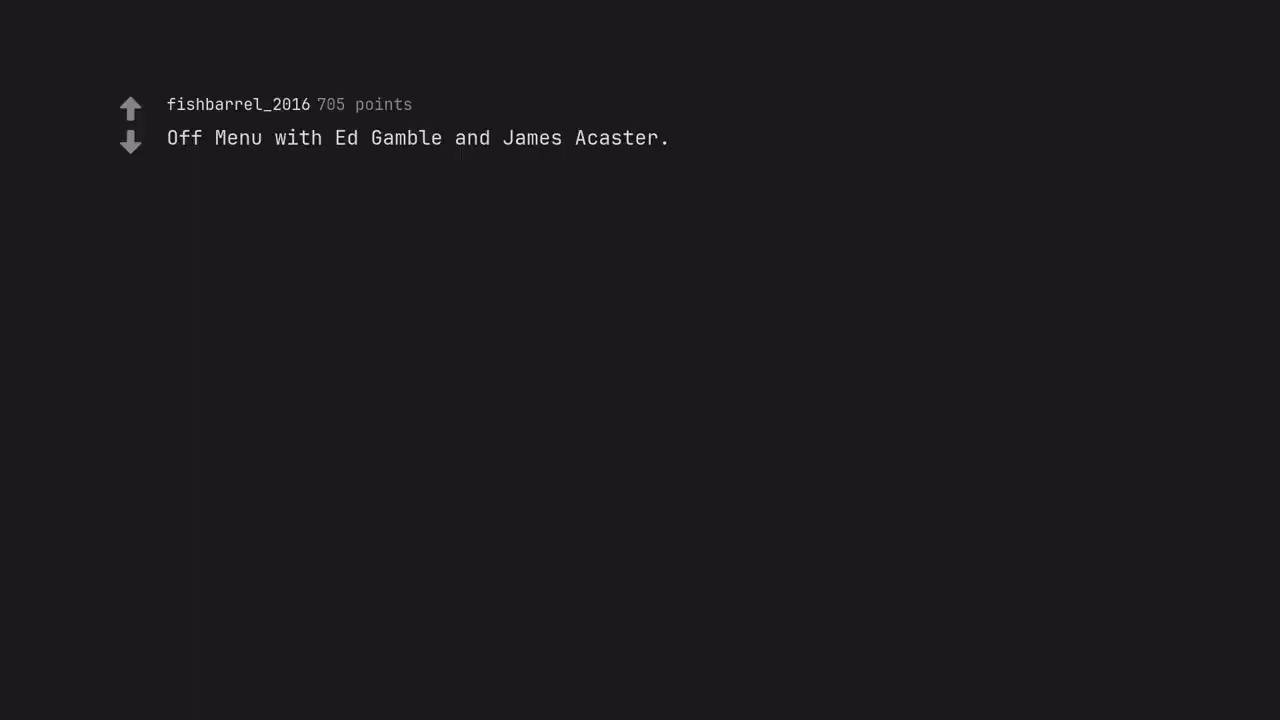 fishbarrel_2016 705 points
Off Menu with Ed Gamble and James Acaster.